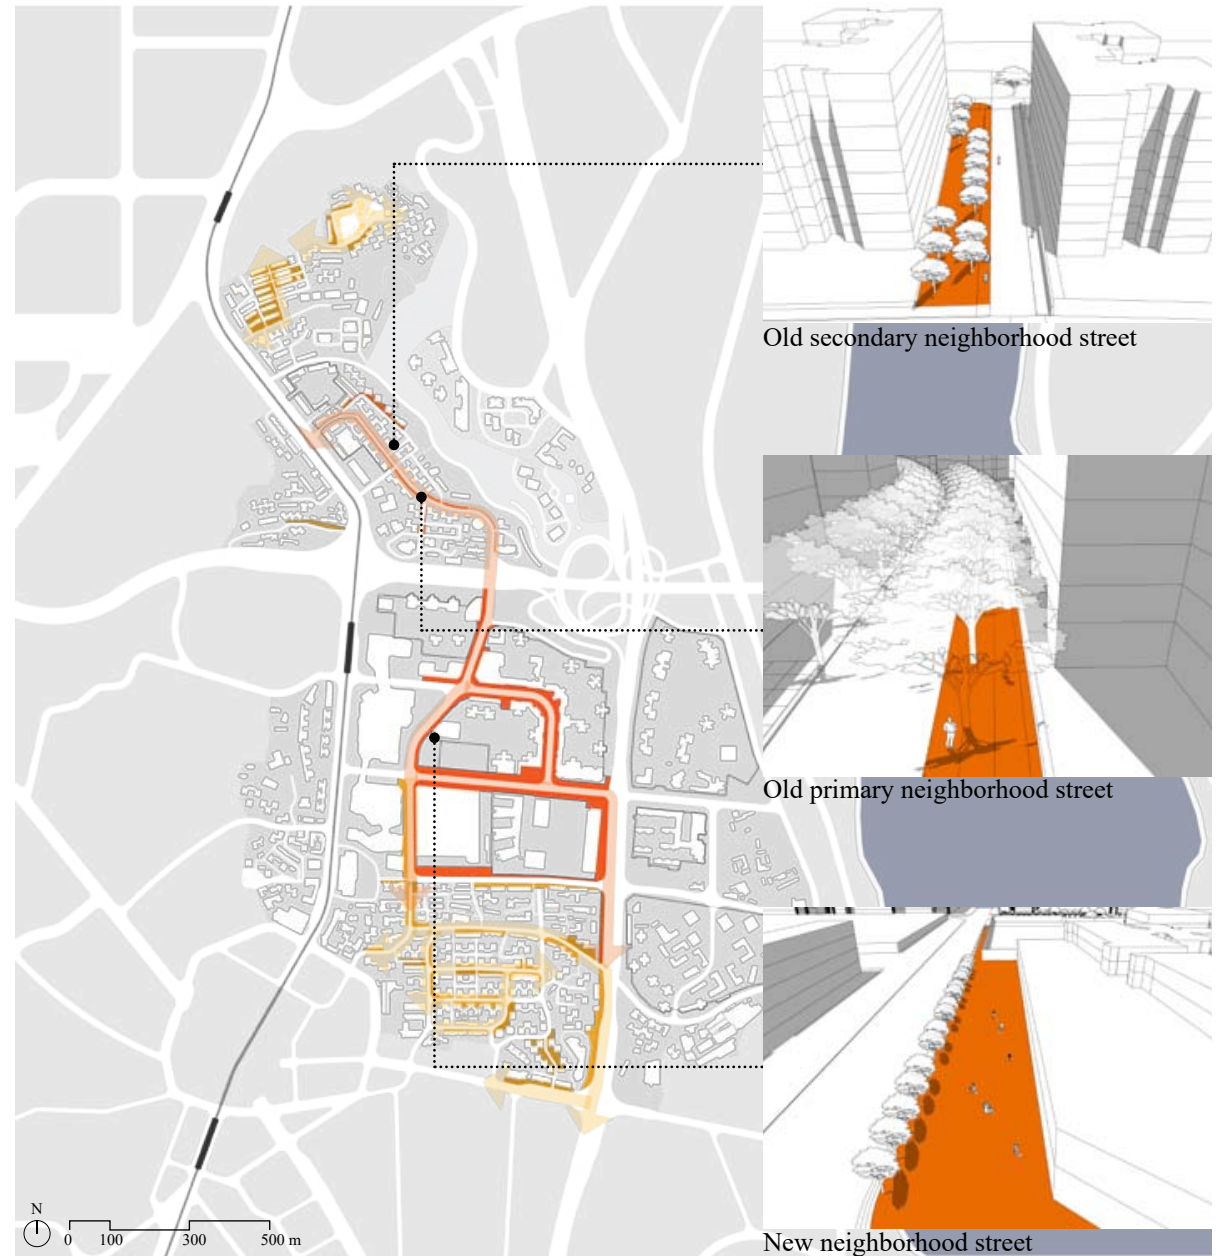 Old secondary neighborhood street
Old primary neighborhood street
New neighborhood street
N
0 100 300 500 m